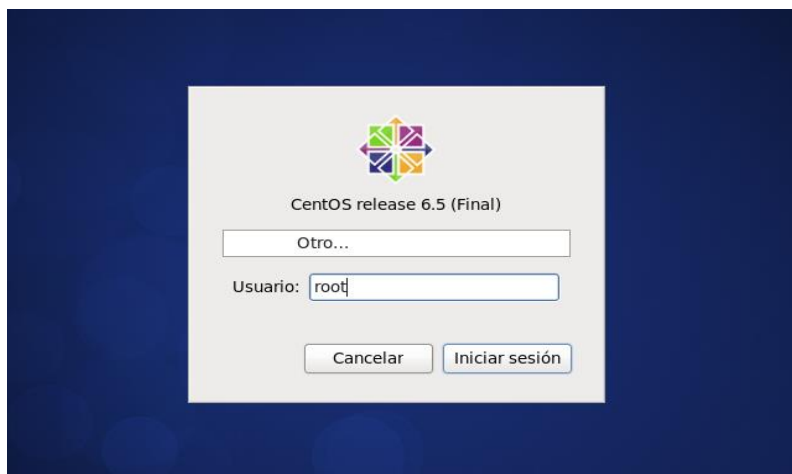 CentOS release 6.5 (Final)
Otro...
Usuario: root
Cancelar Iniciar sesión